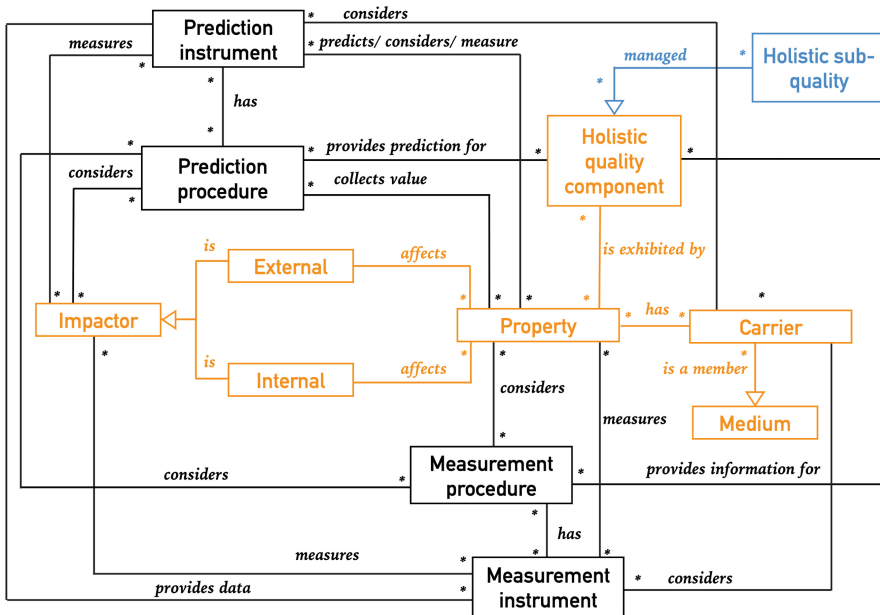 Prediction
instrument
* considers
measures
* predicts/ considers/ measure
*
*
has
*
managed
*
*
Holistic sub-
quality
Holistic
quality
component
*
Prediction
procedure
* provides prediction for
*
*
considers
*
* collects value
*
is exhibited by
*
is
External
affects
*
*
*
*
*
*
Impactor
Property
* has *
Carrier
*
is
Internal
affects
*
*
*
*
is a member
Medium
considers
measures
*
Measurement
procedure
considers
*
*
provides information for
*
has
*
*
measures
*
provides data
*
Measurement
instrument
* considers